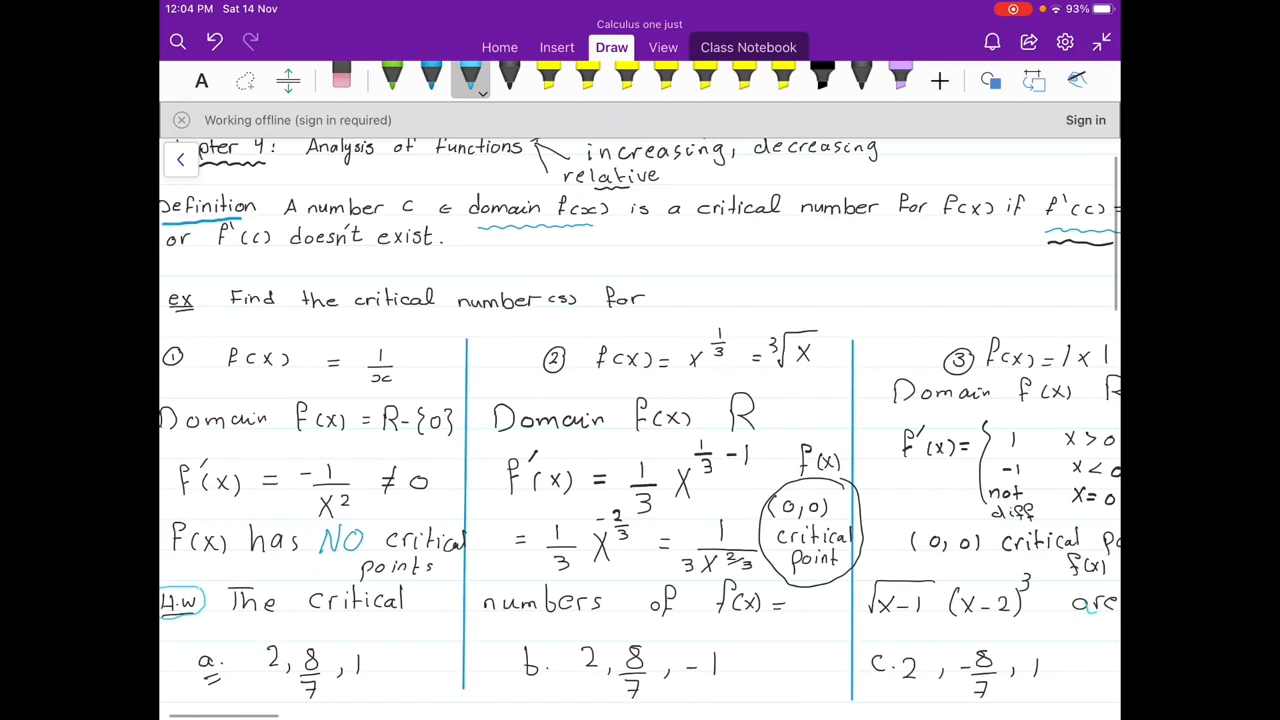 12:04 PM Sat 14 Nov 93%
Calculus one just
Home Insert Draw View Class Notebook
A
Working offline (sign in required) Sign in
pter 4: Analysis of functions increasing, decreasing
relative
Definition A number c ∈ domain f(x) is a critical number for f(x) if f'(c) =
or f'(c) doesn't exist.
ex Find the critical number(s) for
① f(x) = 1/x
Domain f(x) = R-{0}
f'(x) = -1/x² ≠ 0
f(x) has NO critical
points
② f(x) = x^(1/3) = ∛x
Domain f(x) R
f'(x) = 1/3 x^(1/3 - 1)
= 1/3 x^(-2/3) = 1/(3x^(2/3))
f(x)
(0,0)
critical
point
③ f(x) = |x|
Domain f(x) R
f'(x) = { 1 x>0
-1 x<0
not diff x=0
(0,0) critical po
f(x)
H.W The critical numbers of f(x) = √(x-1) (x-2)³ are
a. 2, 8/7, 1 b. 2, 8/7, -1 c. 2, -8/7, 1